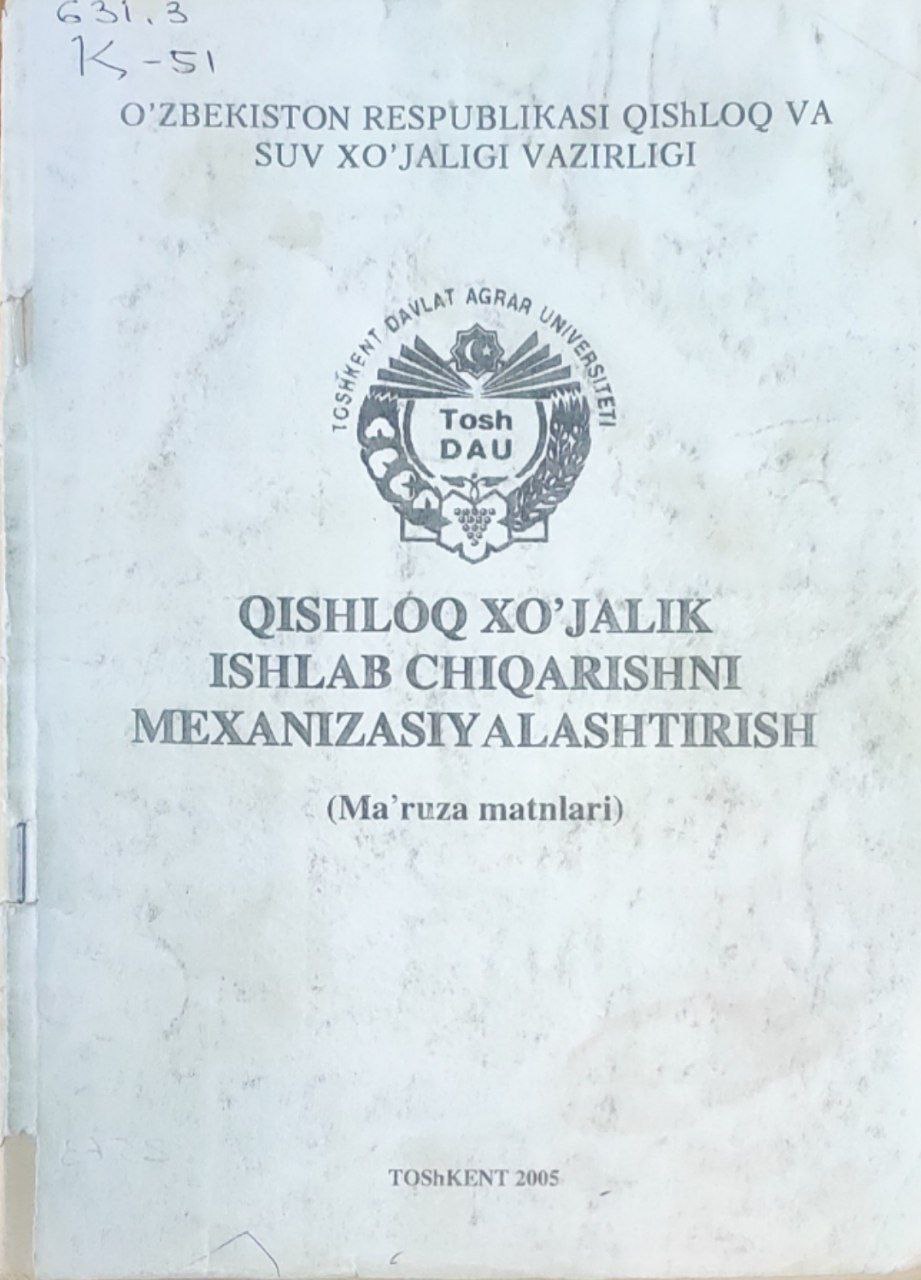 631.3
Қ-51
O’ZBEKISTON RESPUBLIKASI QIShLOQ VA
SUV XO’JALIGI VAZIRLIGI
TOSHKENT DAVLAT AGRAR UNIVERSITETI
Tosh
DAU
QISHLOQ XO’JALIK
ISHLAB CHIQARISHNI
MEXANIZASIYALASHTIRISH
(Ma’ruza matnlari)
TOShKENT 2005